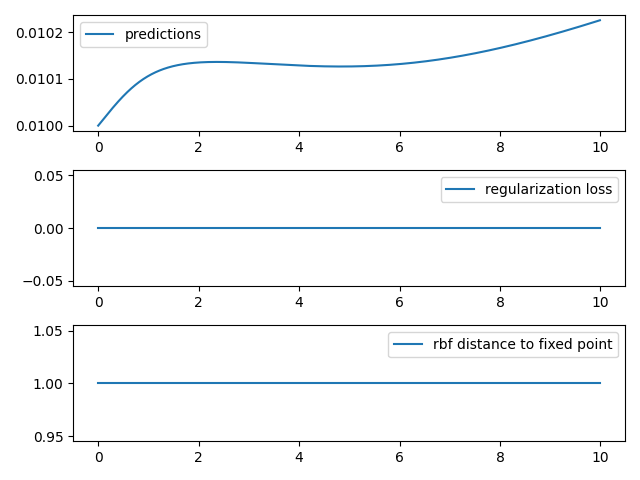 0.0102
0.0101
0.0100
predictions
0 2 4 6 8 10
0.05
0.00
−0.05
regularization loss
0 2 4 6 8 10
1.05
1.00
0.95
rbf distance to fixed point
0 2 4 6 8 10